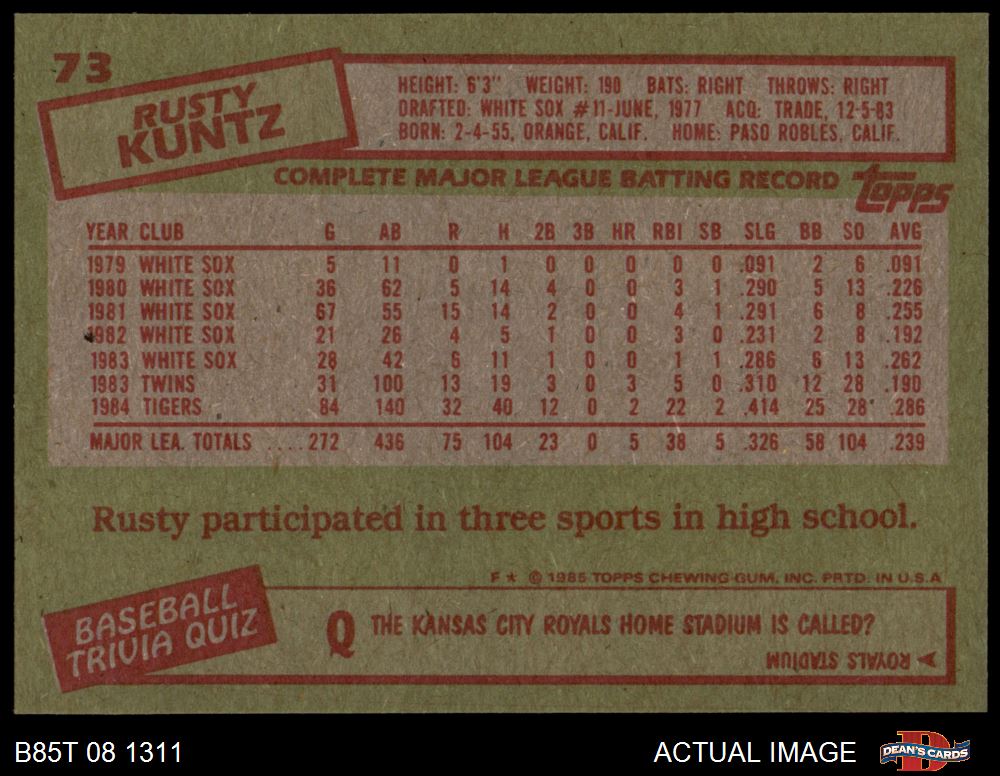 73
RUSTY
KUNTZ
HEIGHT: 6'3" WEIGHT: 190 BATS: RIGHT THROWS: RIGHT
DRAFTED: WHITE SOX #11-JUNE, 1977 ACQ: TRADE, 12-5-83
BORN: 2-4-55, ORANGE, CALIF. HOME: PASO ROBLES, CALIF.
COMPLETE MAJOR LEAGUE BATTING RECORD topps
YEAR CLUB G AB R H 2B 3B HR RBI SB SLG BB SO AVG
1979 WHITE SOX 5 11 0 1 0 0 0 0 0 .091 2 6 .091
1980 WHITE SOX 36 62 5 14 4 0 0 3 1 .290 5 13 .226
1981 WHITE SOX 67 55 15 14 2 0 0 4 1 .291 6 8 .255
1982 WHITE SOX 21 26 4 5 1 0 0 3 0 .231 2 8 .192
1983 WHITE SOX 28 42 6 11 1 0 0 1 1 .286 6 13 .262
1983 TWINS 31 100 13 19 3 0 3 5 0 .310 12 28 .190
1984 TIGERS 84 140 32 40 12 0 2 22 2 .414 25 28 .286
MAJOR LEA. TOTALS ....272 436 75 104 23 0 5 38 5 .326 58 104 .239
Rusty participated in three sports in high school.
F* © 1985 TOPPS CHEWING GUM, INC. PRTD. IN U.S.A
BASEBALL
TRIVIA QUIZ
Q THE KANSAS CITY ROYALS HOME STADIUM IS CALLED?
ROYALS STADIUM
B85T 08 1311 ACTUAL IMAGE D DEAN'S CARDS